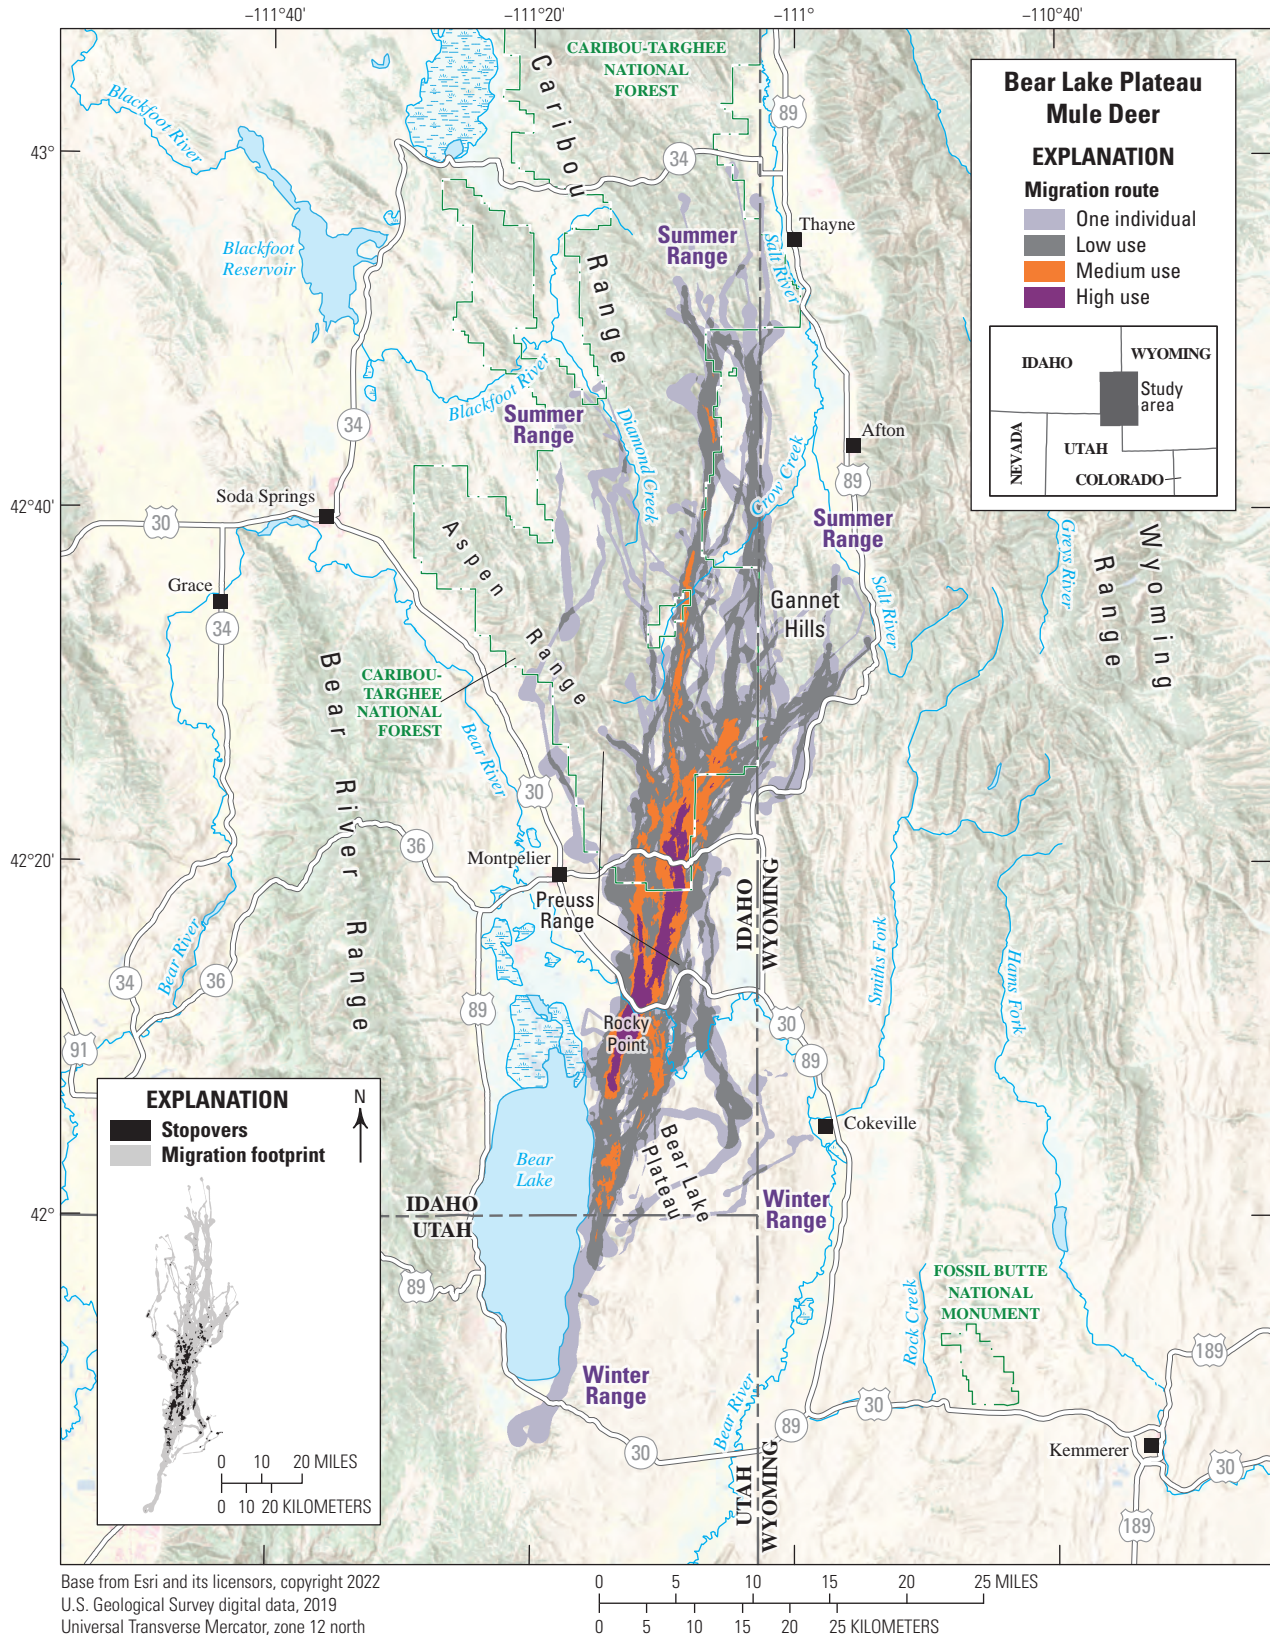 −111°40'
−111°20'
−111°
−110°40'
43°
42°40'
42°20'
42°
Bear Lake Plateau
Mule Deer
EXPLANATION
Migration route
One individual
Low use
Medium use
High use
IDAHO
WYOMING
Study
area
NEVADA
UTAH
COLORADO
CARIBOU-TARGHEE
NATIONAL
FOREST
Caribou
Range
Blackfoot River
Blackfoot
Reservoir
34
89
Thayne
Summer
Range
Salt River
Blackfoot River
Summer
Range
Diamond Creek
34
Afton
Crow Creek
89
Soda Springs
30
Summer
Range
Greys River
Wyoming
Range
Aspen
Range
Grace
34
Salt River
Gannet
Hills
Bear River Range
CARIBOU-
TARGHEE
NATIONAL
FOREST
Bear River
30
36
Montpelier
Preuss
Range
IDAHO
WYOMING
Smiths Fork
Hams Fork
Bear River
34
36
89
91
Rocky
Point
30
89
Cokeville
Bear Lake
Plateau
Bear
Lake
IDAHO
UTAH
Winter
Range
89
FOSSIL BUTTE
NATIONAL
MONUMENT
Rock Creek
Winter
Range
189
30
Bear River
89
30
UTAH
WYOMING
Kemmerer
30
189
EXPLANATION
Stopovers
Migration footprint
N
0 10 20 MILES
0 10 20 KILOMETERS
Base from Esri and its licensors, copyright 2022
U.S. Geological Survey digital data, 2019
Universal Transverse Mercator, zone 12 north
0 5 10 15 20 25 MILES
0 5 10 15 20 25 KILOMETERS